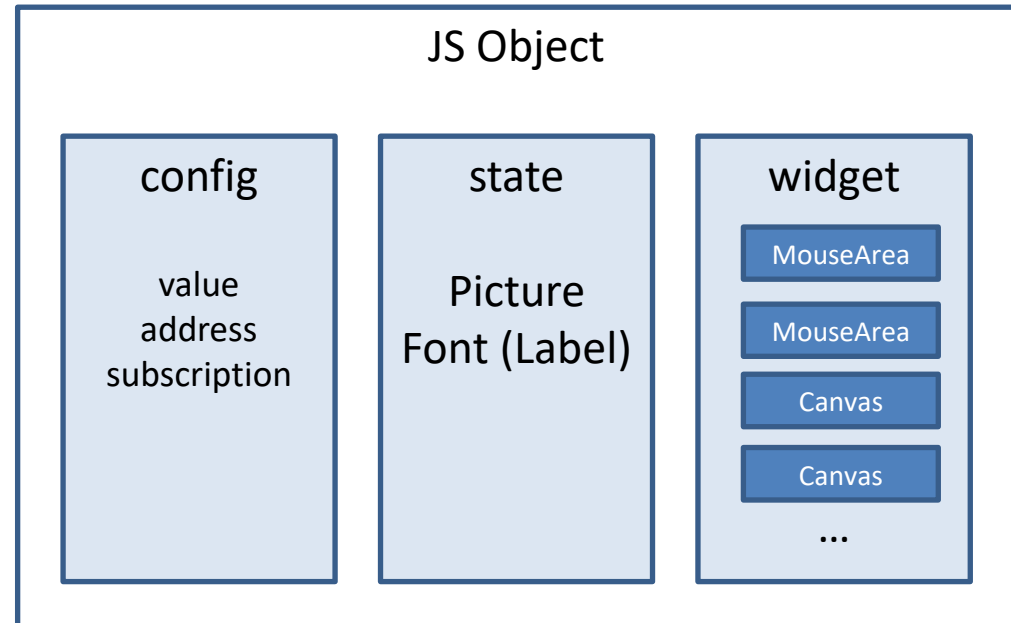 JS Object
config
value
address
subscription
state
Picture
Font (Label)
widget
MouseArea
MouseArea
Canvas
Canvas
...